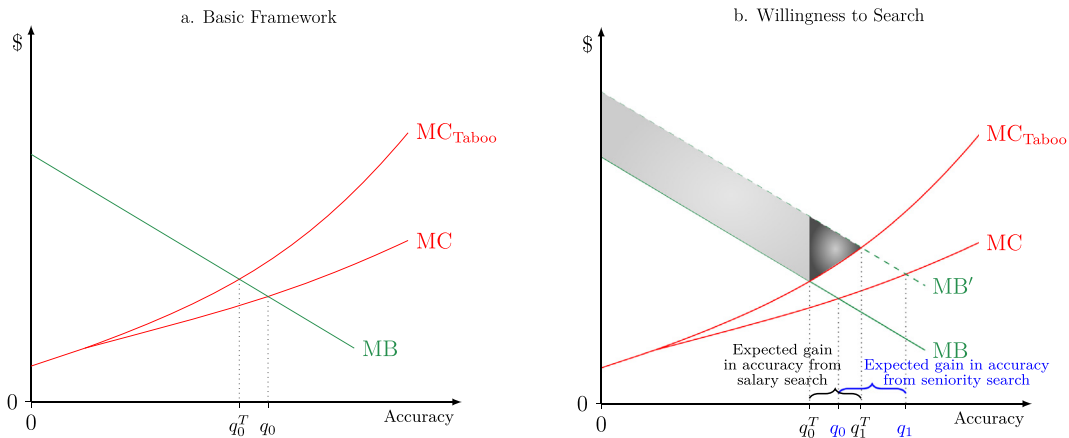 a. Basic Framework
$
MC_Taboo
MC
MB
0
0
q_0^T
q_0
Accuracy
b. Willingness to Search
$
MC_Taboo
MC
MB′
MB
Expected gain
in accuracy from
salary search
Expected gain in accuracy
from seniority search
0
0
q_0^T
q_0
q_1^T
q_1
Accuracy